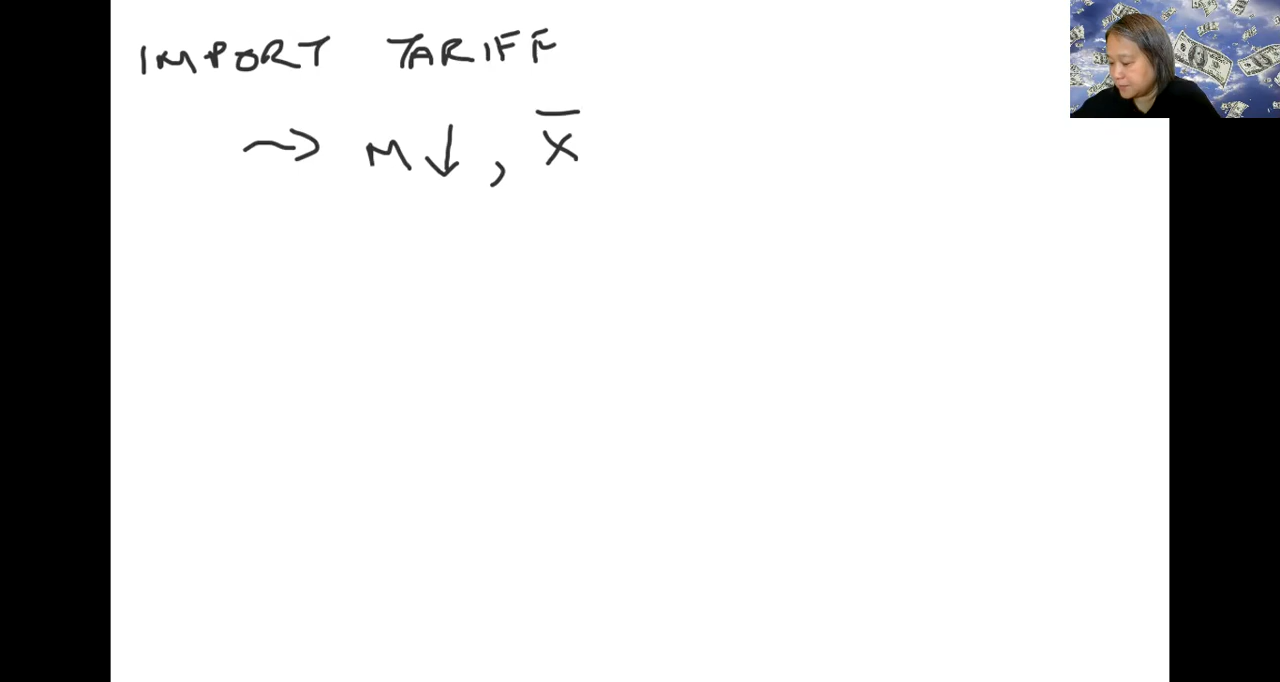 IMPORT TARIFF
→ M↓, X̅